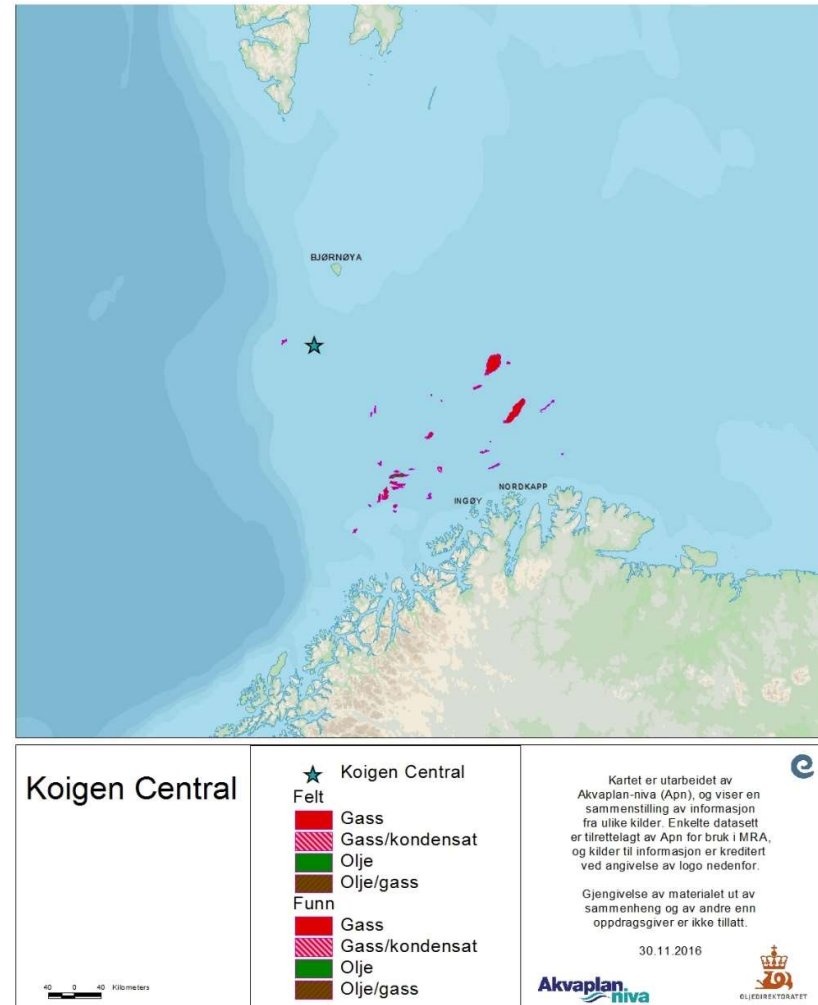 BJØRNØYA
NORDKAPP
INGØY
Koigen Central
40 0 40 Kilometers
Koigen Central
Felt
Gass
Gass/kondensat
Olje
Olje/gass
Funn
Gass
Gass/kondensat
Olje
Olje/gass
Kartet er utarbeidet av
Akvaplan-niva (Apn), og viser en
sammenstilling av informasjon
fra ulike kilder. Enkelte datasett
er tilrettelagt av Apn for bruk i MRA,
og kilder til informasjon er kreditert
ved angivelse av logo nedenfor.
Gjengivelse av materialet ut av
sammenheng og av andre enn
oppdragsgiver er ikke tillatt.
30.11.2016
Akvaplan
niva
OLJEDIREKTORATET